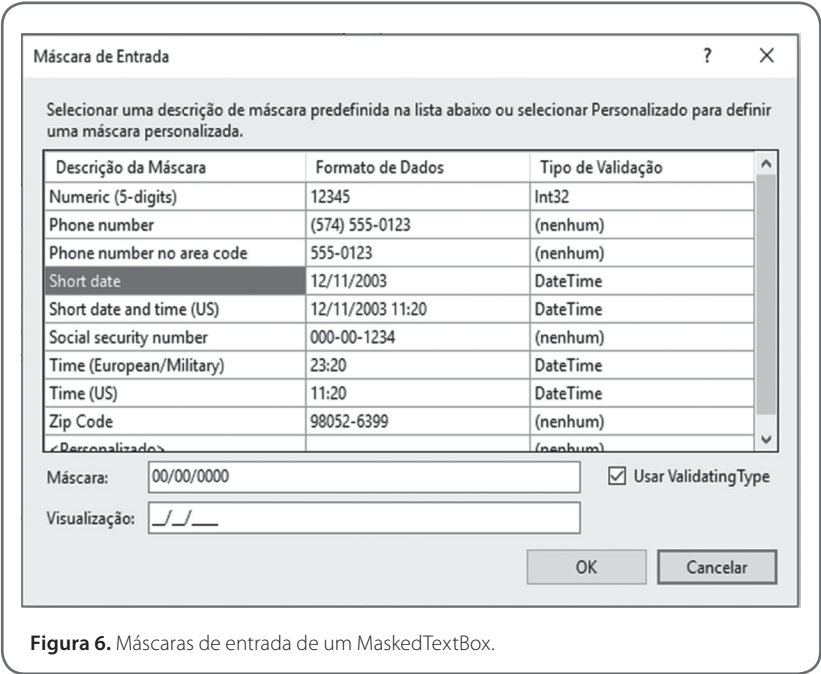 Máscara de Entrada ? ×
Selecionar uma descrição de máscara predefinida na lista abaixo ou selecionar Personalizado para definir
uma máscara personalizada.
Descrição da Máscara Formato de Dados Tipo de Validação
Numeric (5-digits) 12345 Int32
Phone number (574) 555-0123 (nenhum)
Phone number no area code 555-0123 (nenhum)
Short date 12/11/2003 DateTime
Short date and time (US) 12/11/2003 11:20 DateTime
Social security number 000-00-1234 (nenhum)
Time (European/Military) 23:20 DateTime
Time (US) 11:20 DateTime
Zip Code 98052-6399 (nenhum)
<Personalizado> (nenhum)
Máscara: 00/00/0000 Usar ValidatingType
Visualização: __/__/____
OK Cancelar
Figura 6. Máscaras de entrada de um MaskedTextBox.